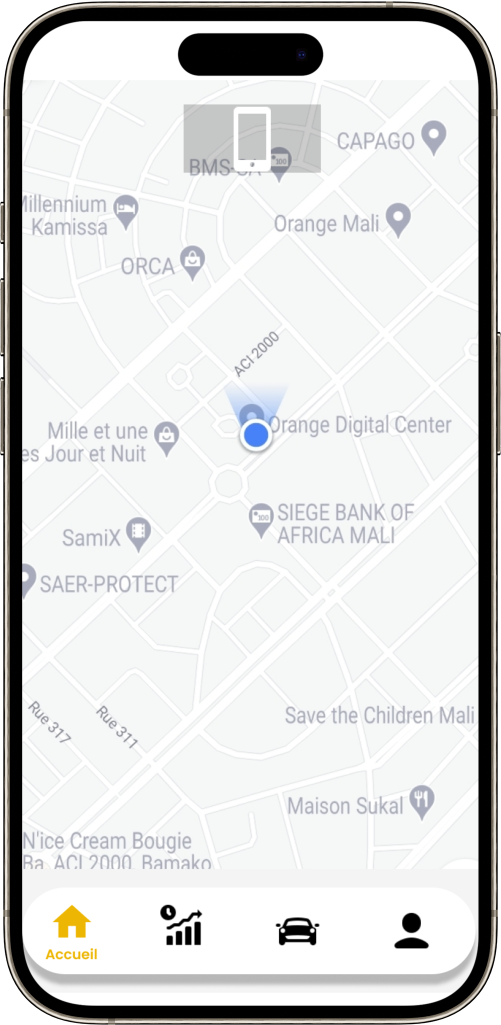 CAPAGO
BMS-SA
Millennium
Kamissa
Orange Mali
ORCA
ACI 2000
Mille et une
es Jour et Nuit
Orange Digital Center
SIEGE BANK OF
AFRICA MALI
SamiX
SAER-PROTECT
Rue 317
Rue 311
Save the Children Mali
Maison Sukal
N'ice Cream Bougie
Ba, ACI 2000, Bamako
Accueil